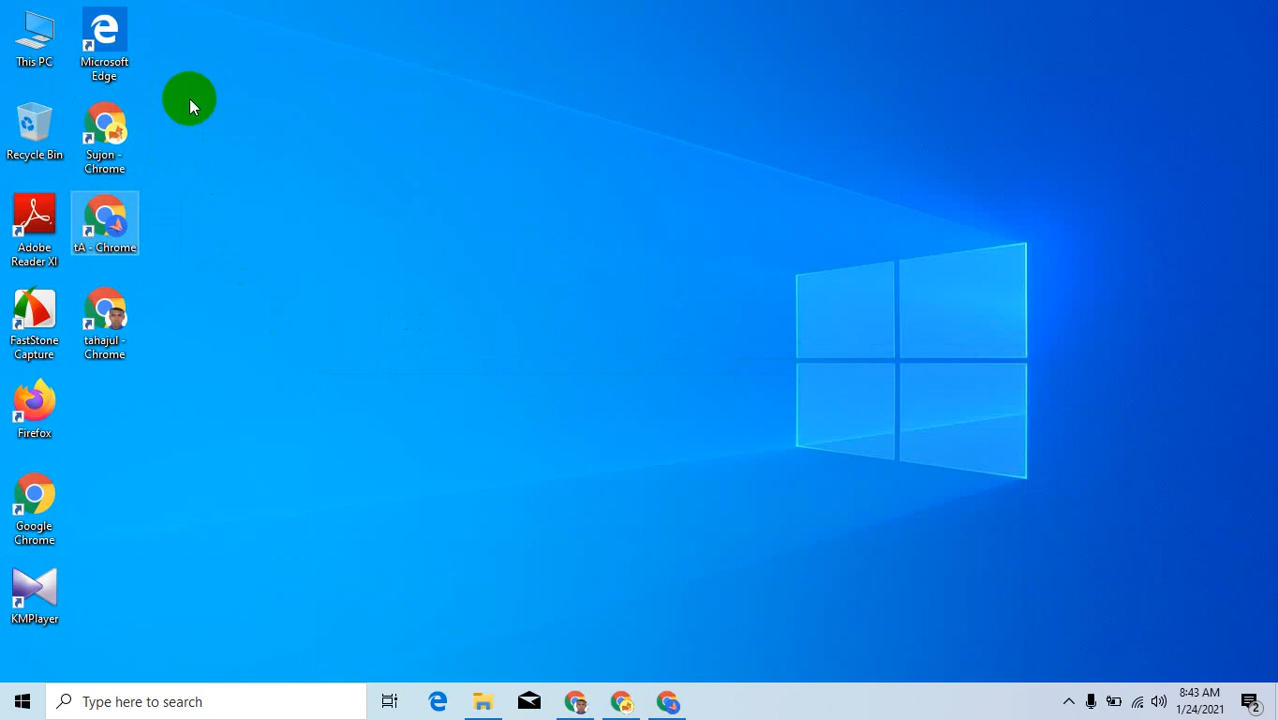 This PC
Microsoft
Edge
Recycle Bin
Sujon -
Chrome
Adobe
Reader XI
tA - Chrome
FastStone
Capture
tahajul -
Chrome
Firefox
Google
Chrome
KMPlayer
Type here to search
8:43 AM
1/24/2021
2